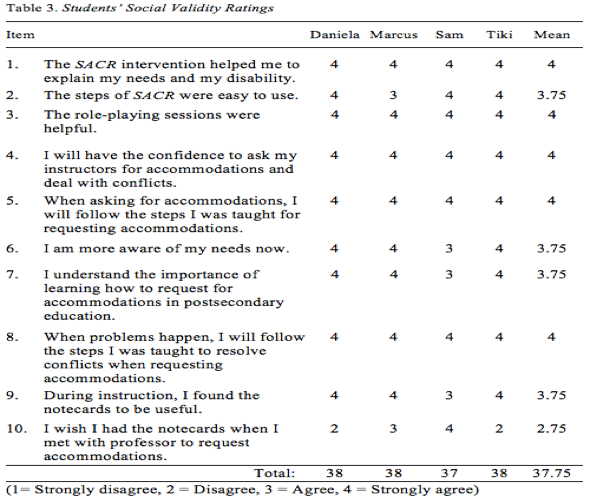 Table 3. Students' Social Validity Ratings
Item Daniela Marcus Sam Tiki Mean
1. The SACR intervention helped me to 4 4 4 4 4
explain my needs and my disability.
2. The steps of SACR were easy to use. 4 3 4 4 3.75
3. The role-playing sessions were 4 4 4 4 4
helpful.
4. I will have the confidence to ask my 4 4 4 4 4
instructors for accommodations and
deal with conflicts.
5. When asking for accommodations, I 4 4 4 4 4
will follow the steps I was taught for
requesting accommodations.
6. I am more aware of my needs now. 4 4 3 4 3.75
7. I understand the importance of 4 4 3 4 3.75
learning how to request for
accommodations in postsecondary
education.
8. When problems happen, I will follow 4 4 4 4 4
the steps I was taught to resolve
conflicts when requesting
accommodations.
9. During instruction, I found the 4 4 3 4 3.75
notecards to be useful.
10. I wish I had the notecards when I 2 3 4 2 2.75
met with professor to request
accommodations.
Total: 38 38 37 38 37.75
(1= Strongly disagree, 2 = Disagree, 3 = Agree, 4 = Strongly agree)